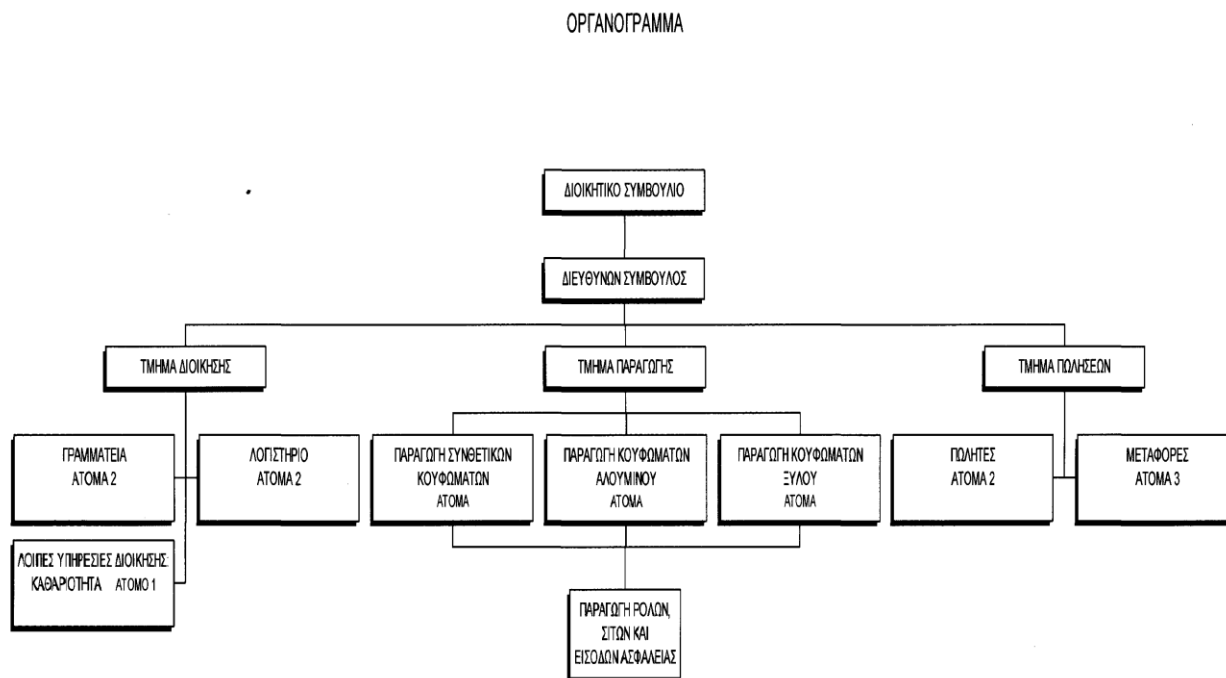 ΟΡΓΑΝΟΓΡΑΜΜΑ
ΔΙΟΙΚΗΤΙΚΟ ΣΥΜΒΟΥΛΙΟ
ΔΙΕΥΘΥΝΩΝ ΣΥΜΒΟΥΛΟΣ
ΤΜΗΜΑ ΔΙΟΙΚΗΣΗΣ
ΤΜΗΜΑ ΠΑΡΑΓΩΓΗΣ
ΤΜΗΜΑ ΠΩΛΗΣΕΩΝ
ΓΡΑΜΜΑΤΕΙΑ
ΑΤΟΜΑ 2
ΛΟΓΙΣΤΗΡΙΟ
ΑΤΟΜΑ 2
ΠΑΡΑΓΩΓΗ ΣΥΝΘΕΤΙΚΩΝ
ΚΟΥΦΩΜΑΤΩΝ
ΑΤΟΜΑ
ΠΑΡΑΓΩΓΗ ΚΟΥΦΩΜΑΤΩΝ
ΑΛΟΥΜΙΝΟΥ
ΑΤΟΜΑ
ΠΑΡΑΓΩΓΗ ΚΟΥΦΩΜΑΤΩΝ
ΞΥΛΟΥ
ΑΤΟΜΑ
ΠΩΛΗΤΕΣ
ΑΤΟΜΑ 2
ΜΕΤΑΦΟΡΕΣ
ΑΤΟΜΑ 3
ΛΟΙΠΕΣ ΥΠΗΡΕΣΙΕΣ ΔΙΟΙΚΗΣΗΣ:
ΚΑΘΑΡΙΟΤΗΤΑ ΑΤΟΜΟ 1
ΠΑΡΑΓΩΓΗ ΡΟΛΩΝ,
ΣΙΤΩΝ ΚΑΙ
ΕΙΣΟΔΩΝ ΑΣΦΑΛΕΙΑΣ